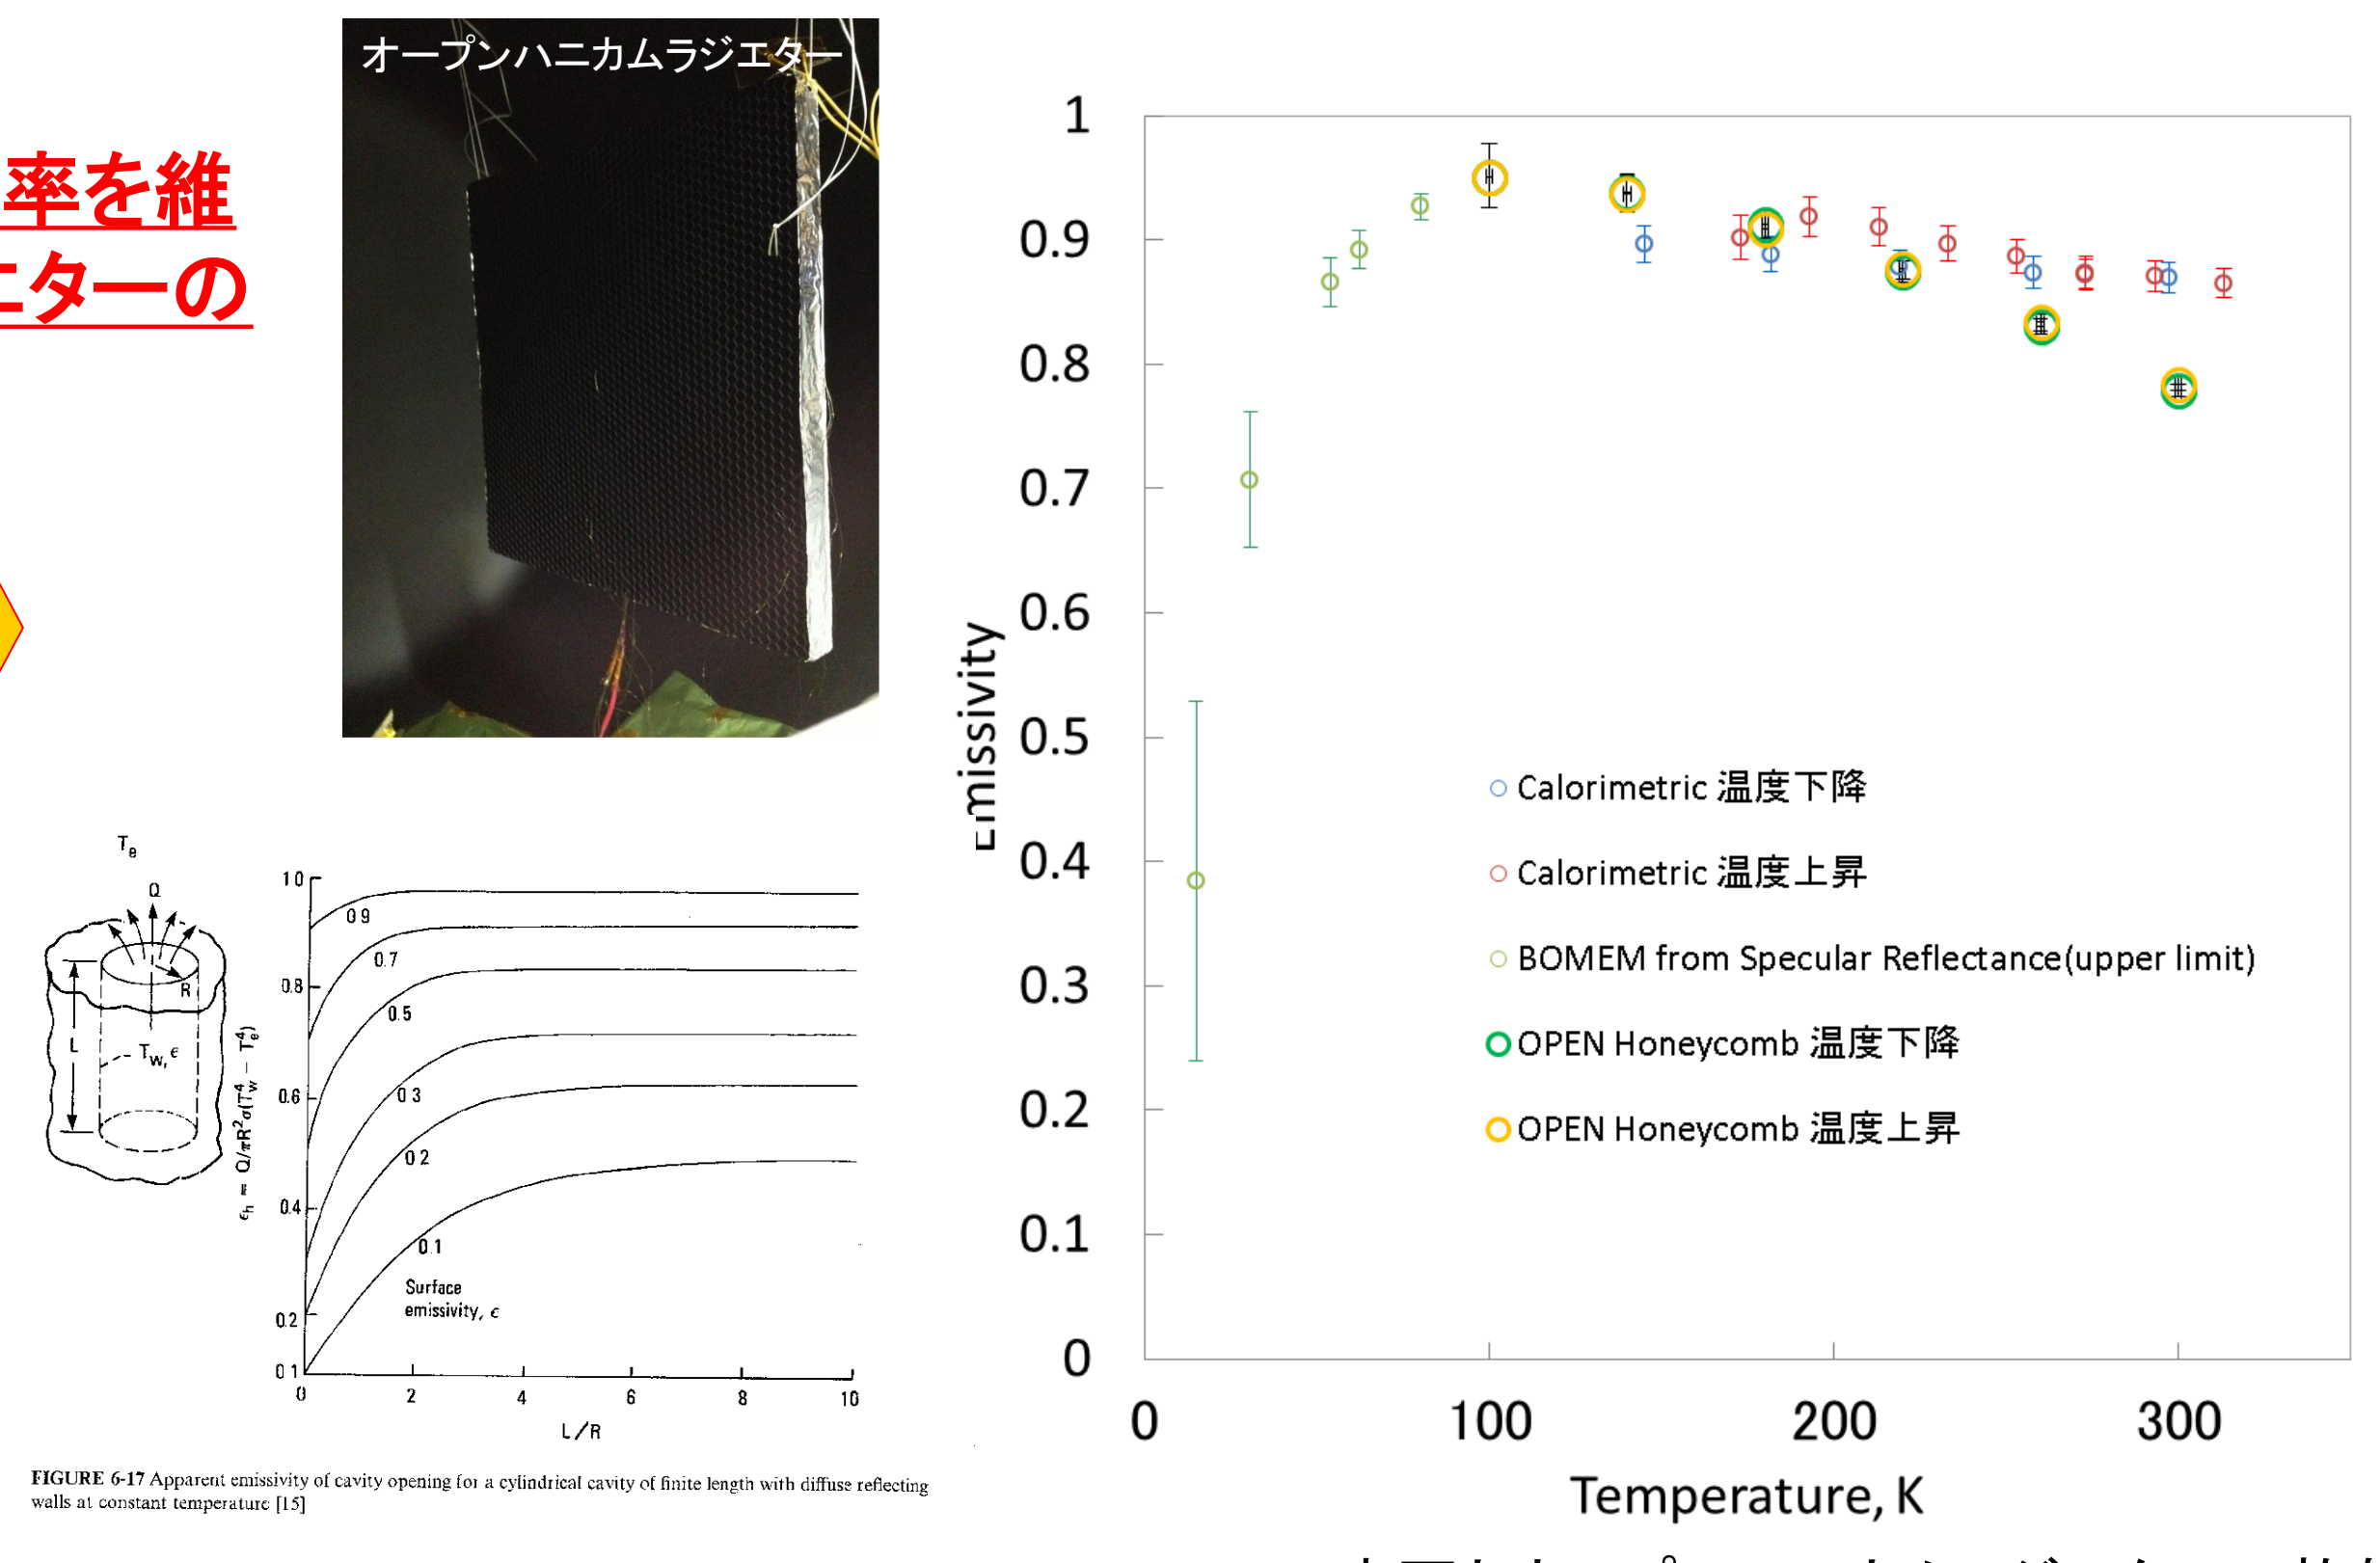 率を維
エターの
オープンハニカムラジエター
Te
Q
R
L
Tw, ϵ
ϵh = Q/πR²σ(Tw⁴ − Te⁴)
1 0
0.8
0.6
0.4
0.2
0 1
0 9
0.7
0.5
0 3
0 2
0.1
Surface
emissivity, ϵ
0 2 4 6 8 10
L/R
FIGURE 6-17 Apparent emissivity of cavity opening for a cylindrical cavity of finite length with diffuse reflecting
walls at constant temperature [15]
Emissivity
1
0.9
0.8
0.7
0.6
0.5
0.4
0.3
0.2
0.1
0
Calorimetric 温度下降
Calorimetric 温度上昇
BOMEM from Specular Reflectance(upper limit)
OPEN Honeycomb 温度下降
OPEN Honeycomb 温度上昇
0 100 200 300
Temperature, K